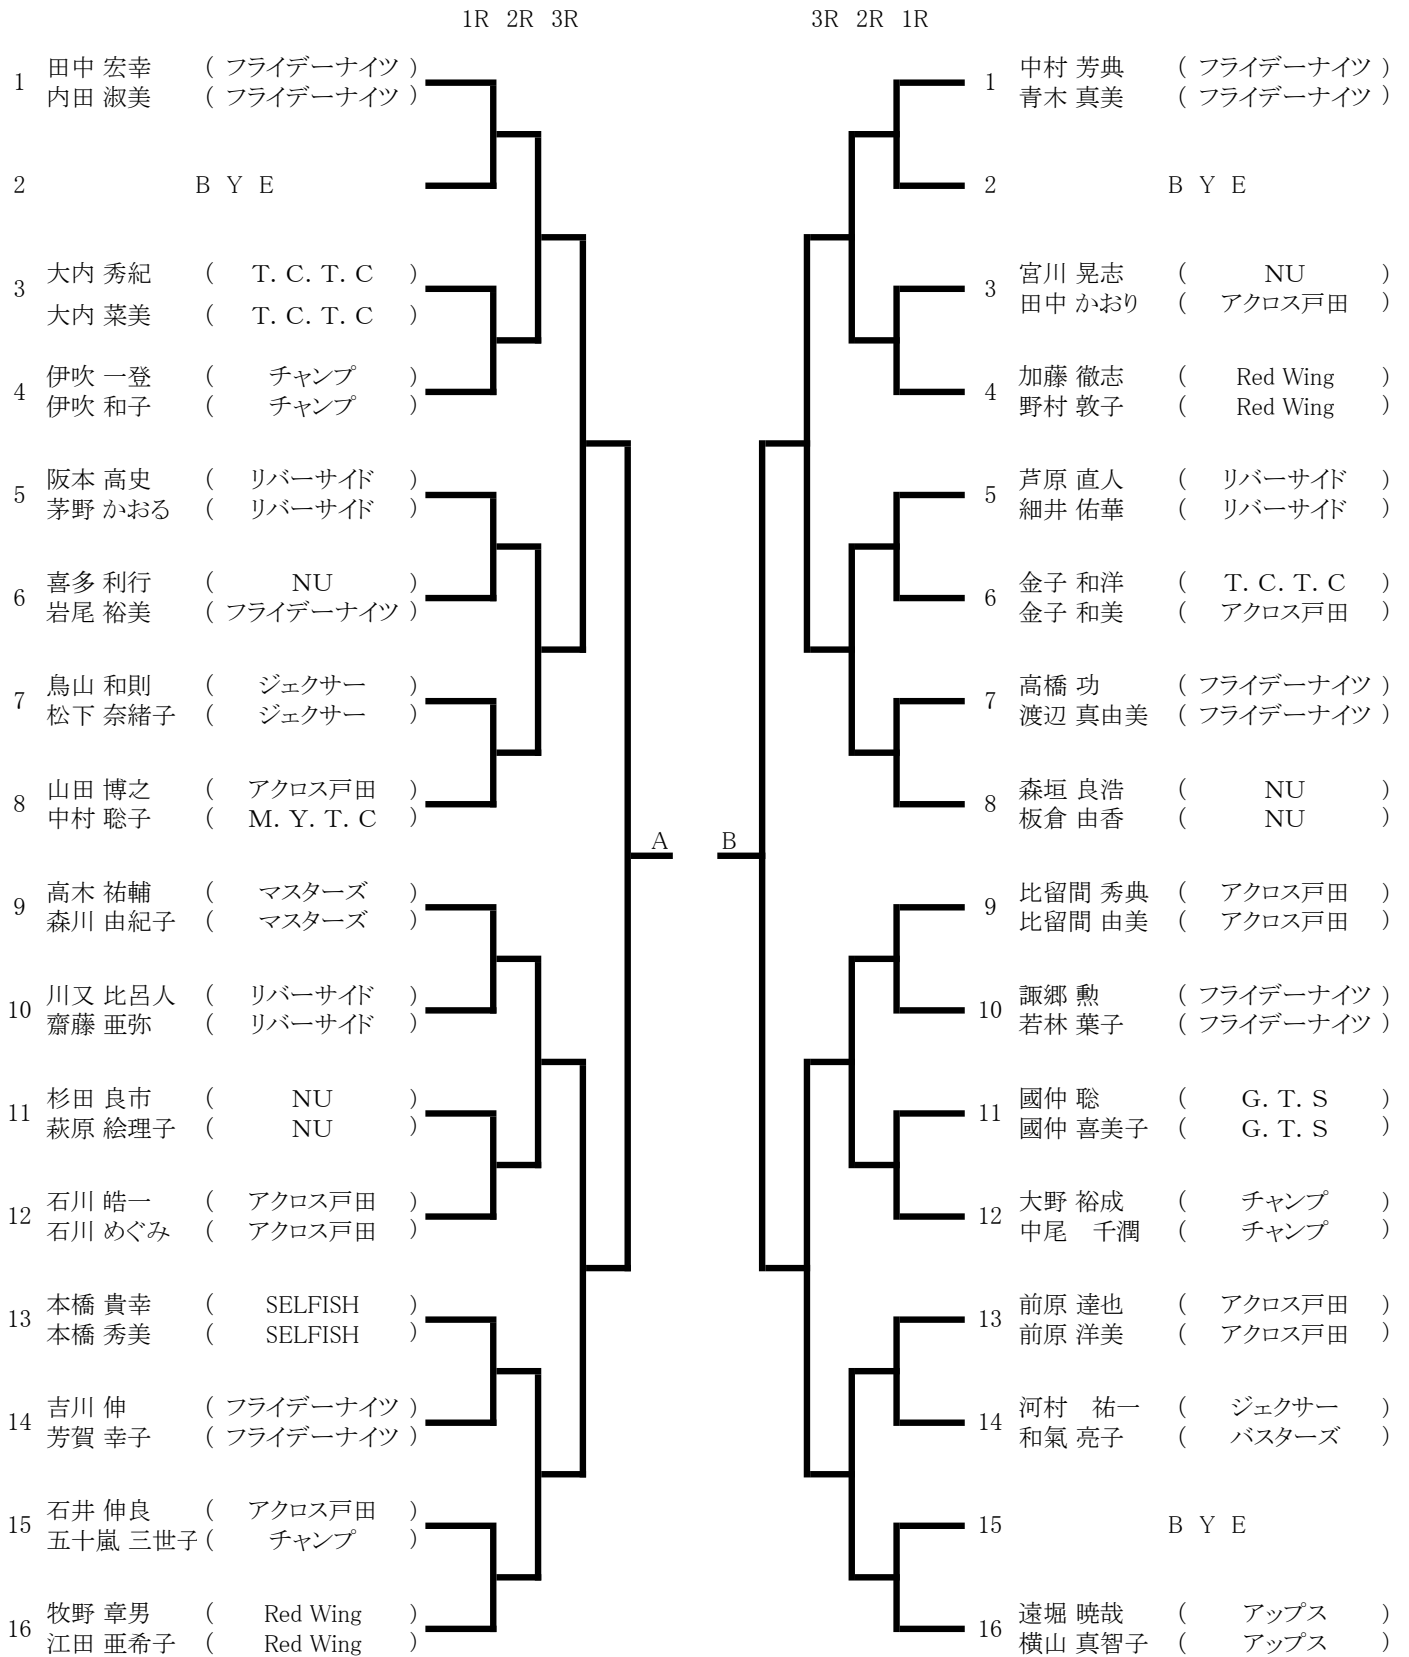 1R 2R 3R
1 田中 宏幸 ( フライデーナイツ )
内田 淑美 ( フライデーナイツ )
2 B Y E
3 大内 秀紀 ( T. C. T. C )
大内 菜美 ( T. C. T. C )
4 伊吹 一登 ( チャンプ )
伊吹 和子 ( チャンプ )
5 阪本 高史 ( リバーサイド )
茅野 かおる ( リバーサイド )
6 喜多 利行 ( NU )
岩尾 裕美 ( フライデーナイツ )
7 鳥山 和則 ( ジェクサー )
松下 奈緒子 ( ジェクサー )
8 山田 博之 ( アクロス戸田 )
中村 聡子 ( M. Y. T. C )
9 高木 祐輔 ( マスターズ )
森川 由紀子 ( マスターズ )
10 川又 比呂人 ( リバーサイド )
齋藤 亜弥 ( リバーサイド )
11 杉田 良市 ( NU )
萩原 絵理子 ( NU )
12 石川 皓一 ( アクロス戸田 )
石川 めぐみ ( アクロス戸田 )
13 本橋 貴幸 ( SELFISH )
本橋 秀美 ( SELFISH )
14 吉川 伸 ( フライデーナイツ )
芳賀 幸子 ( フライデーナイツ )
15 石井 伸良 ( アクロス戸田 )
五十嵐 三世子 ( チャンプ )
16 牧野 章男 ( Red Wing )
江田 亜希子 ( Red Wing )
A
3R 2R 1R
1 中村 芳典 ( フライデーナイツ )
青木 真美 ( フライデーナイツ )
2 B Y E
3 宮川 晃志 ( NU )
田中 かおり ( アクロス戸田 )
4 加藤 徹志 ( Red Wing )
野村 敦子 ( Red Wing )
5 芦原 直人 ( リバーサイド )
細井 佑華 ( リバーサイド )
6 金子 和洋 ( T. C. T. C )
金子 和美 ( アクロス戸田 )
7 高橋 功 ( フライデーナイツ )
渡辺 真由美 ( フライデーナイツ )
8 森垣 良浩 ( NU )
板倉 由香 ( NU )
B
9 比留間 秀典 ( アクロス戸田 )
比留間 由美 ( アクロス戸田 )
10 諏郷 勲 ( フライデーナイツ )
若林 葉子 ( フライデーナイツ )
11 國仲 聡 ( G. T. S )
國仲 喜美子 ( G. T. S )
12 大野 裕成 ( チャンプ )
中尾　千潤 ( チャンプ )
13 前原 達也 ( アクロス戸田 )
前原 洋美 ( アクロス戸田 )
14 河村　祐一 ( ジェクサー )
和氣 亮子 ( バスターズ )
15 B Y E
16 遠堀 暁哉 ( アップス )
横山 真智子 ( アップス )